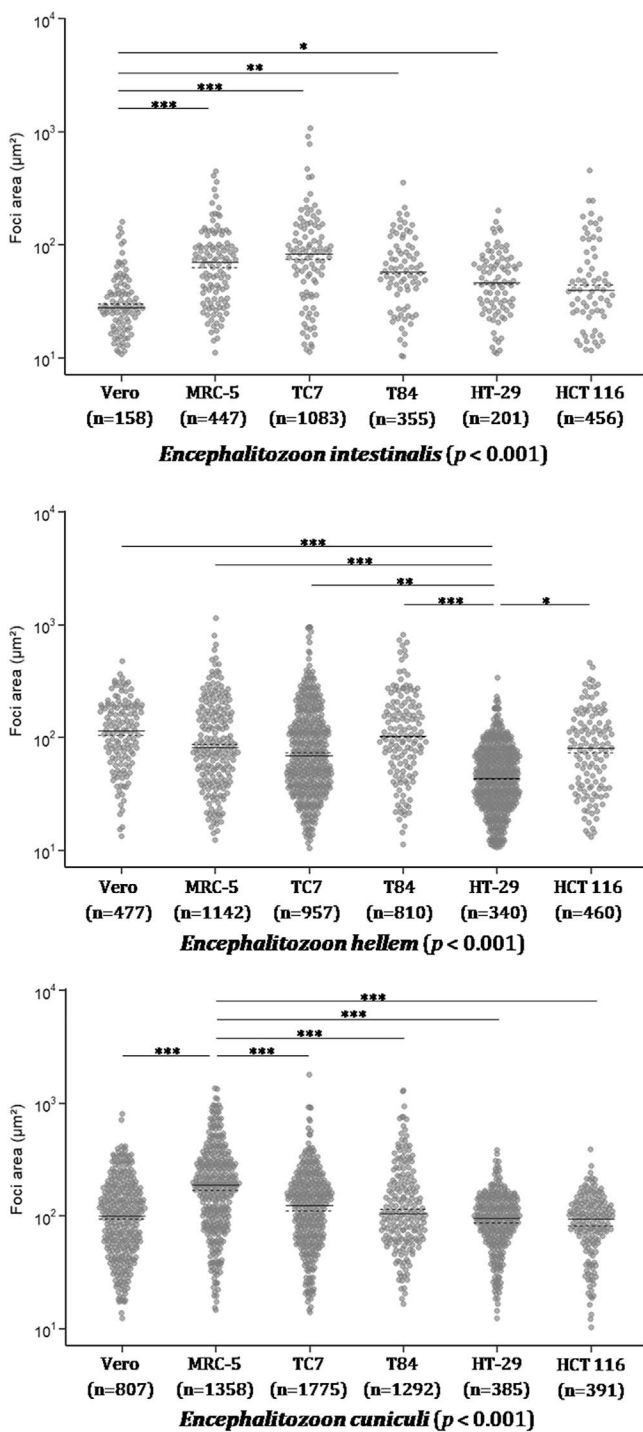 10⁴
*
**
***
***
10³
Foci area (µm²)
10²
10¹
Vero MRC-5 TC7 T84 HT-29 HCT 116
(n=158) (n=447) (n=1083) (n=355) (n=201) (n=456)
Encephalitozoon intestinalis (p < 0.001)
10⁴
***
***
**
*** *
10³
Foci area (µm²)
10²
10¹
Vero MRC-5 TC7 T84 HT-29 HCT 116
(n=477) (n=1142) (n=957) (n=810) (n=340) (n=460)
Encephalitozoon hellem (p < 0.001)
10⁴
***
***
***
*** ***
10³
Foci area (µm²)
10²
10¹
Vero MRC-5 TC7 T84 HT-29 HCT 116
(n=807) (n=1358) (n=1775) (n=1292) (n=385) (n=391)
Encephalitozoon cuniculi (p < 0.001)